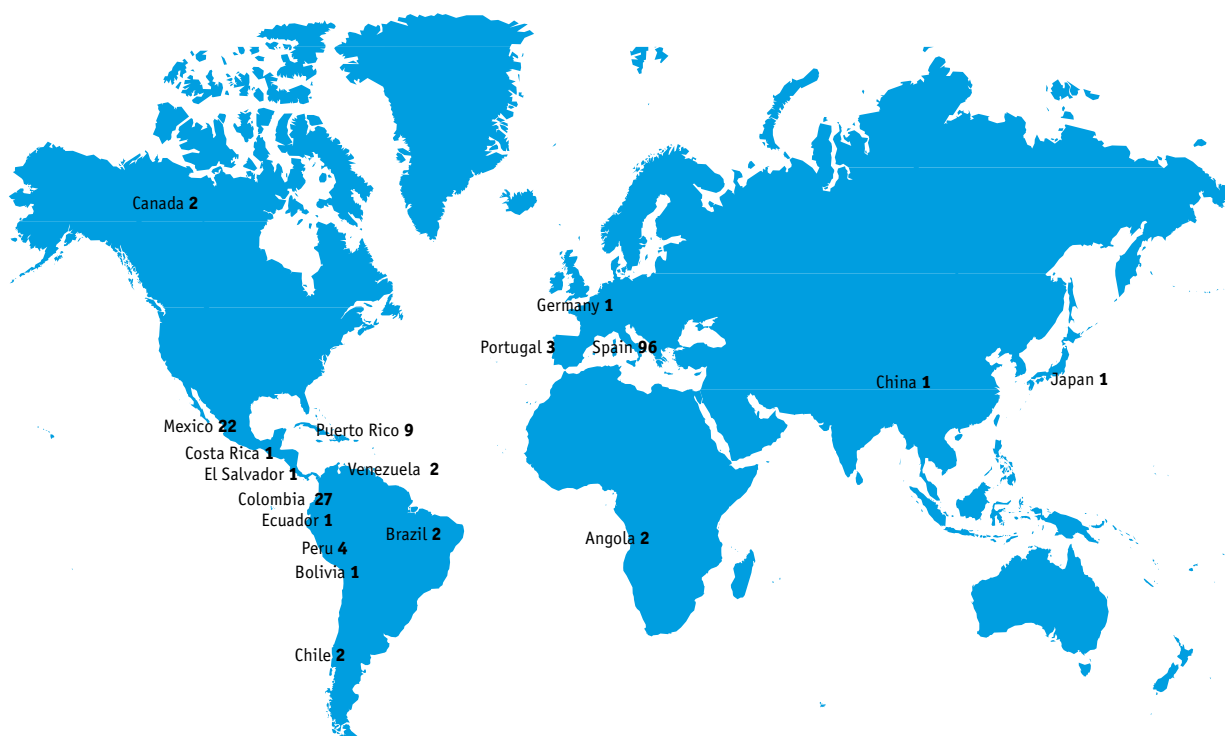 Canada 2
Germany 1
Portugal 3
Spain 96
China 1
Japan 1
Mexico 22
Puerto Rico 9
Costa Rica 1
El Salvador 1
Venezuela 2
Colombia 27
Ecuador 1
Brazil 2
Angola 2
Peru 4
Bolivia 1
Chile 2